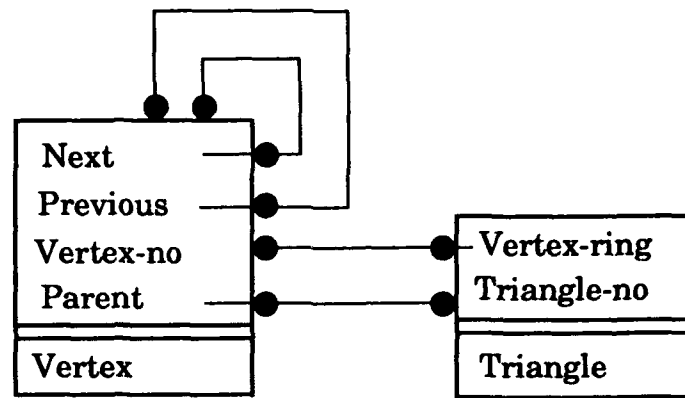 Next
Previous
Vertex-no
Parent
Vertex
Vertex-ring
Triangle-no
Triangle